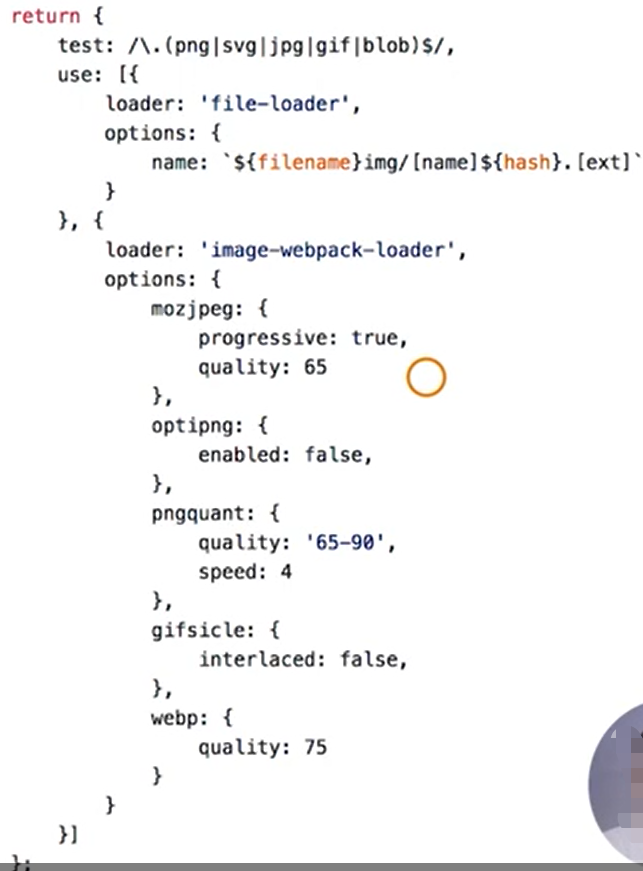 return {
    test: /\.(png|svg|jpg|gif|blob)$/,
    use: [{
        loader: 'file-loader',
        options: {
            name: `${filename}img/[name]${hash}.[ext]`
        }
    }, {
        loader: 'image-webpack-loader',
        options: {
            mozjpeg: {
                progressive: true,
                quality: 65
            },
            optipng: {
                enabled: false,
            },
            pngquant: {
                quality: '65-90',
                speed: 4
            },
            gifsicle: {
                interlaced: false,
            },
            webp: {
                quality: 75
            }
        }
    }]
};